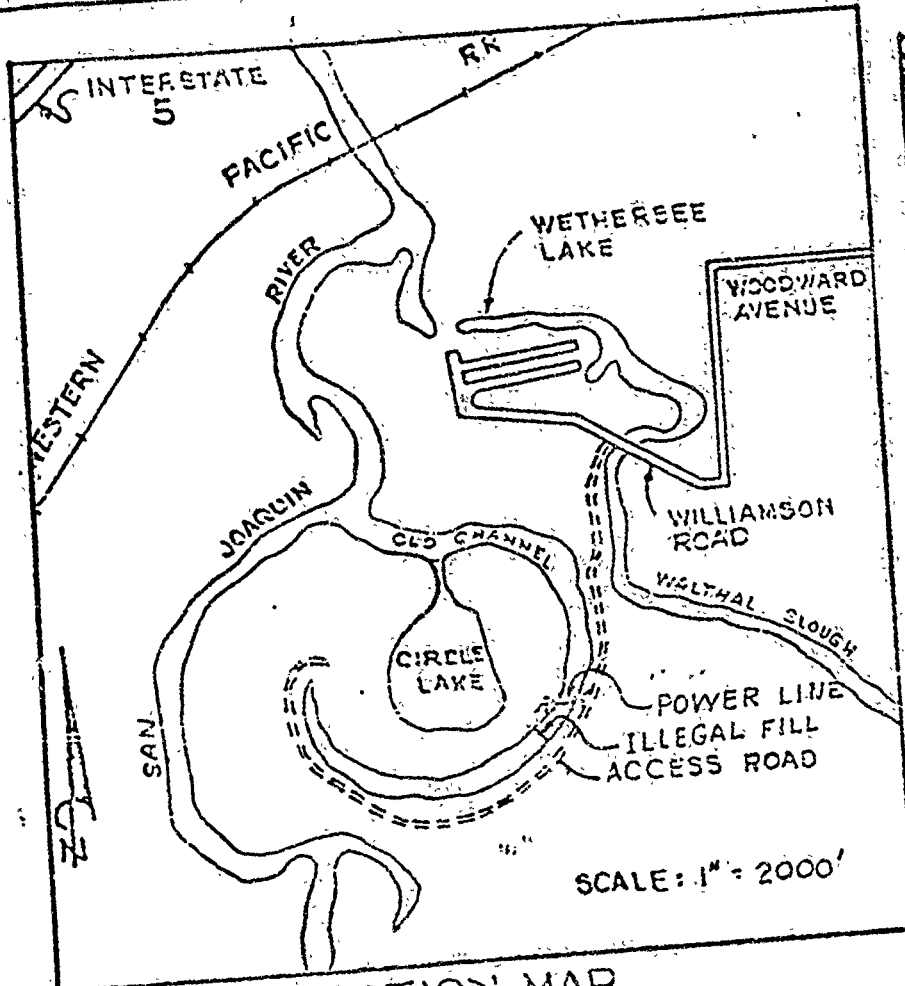 INTERSTATE
5
RR
PACIFIC
WETHERBEE
LAKE
RIVER
WOODWARD
AVENUE
JOAQUIN
OLD CHANNEL
WILLIAMSON
ROAD
WALTHAL SLOUGH
CIRCLE
LAKE
POWER LINE
ILLEGAL FILL
ACCESS ROAD
SAN
SCALE: 1" = 2000'
MAP